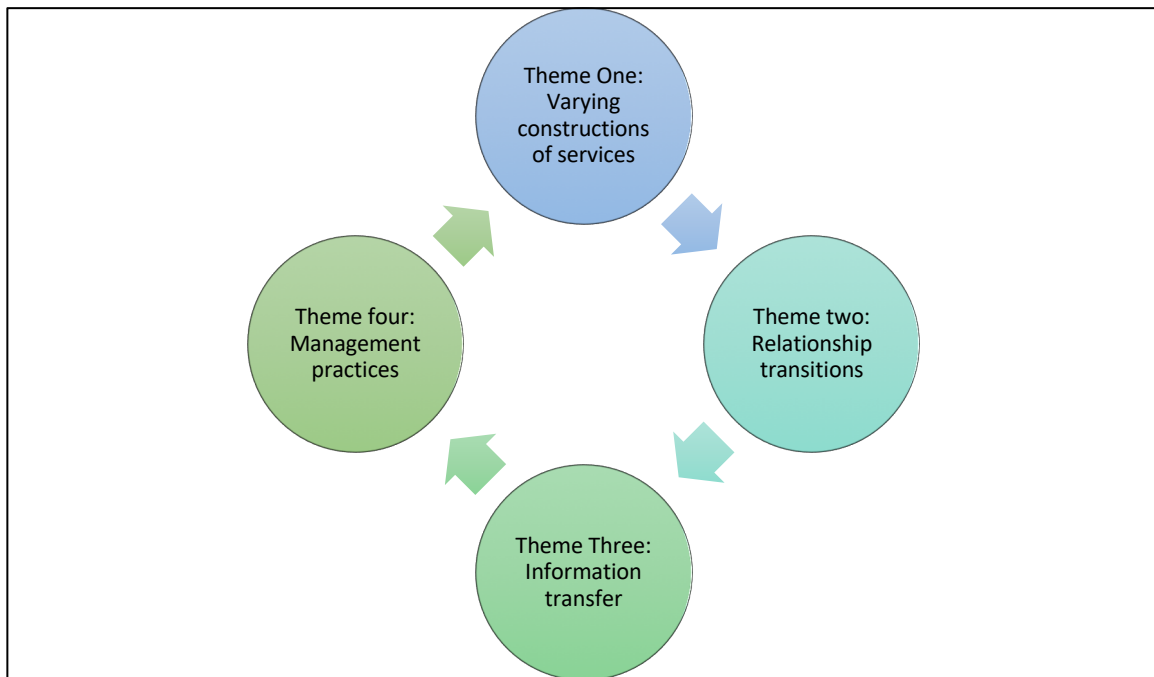 Theme One:
Varying
constructions
of services
Theme two:
Relationship
transitions
Theme Three:
Information
transfer
Theme four:
Management
practices